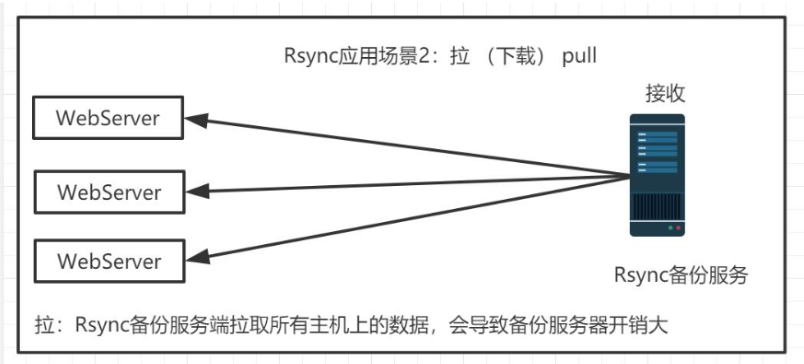 Rsync应用场景2：拉 （下载） pull
接收
WebServer
WebServer
WebServer
Rsync备份服务
拉：Rsync备份服务端拉取所有主机上的数据，会导致备份服务器开销大